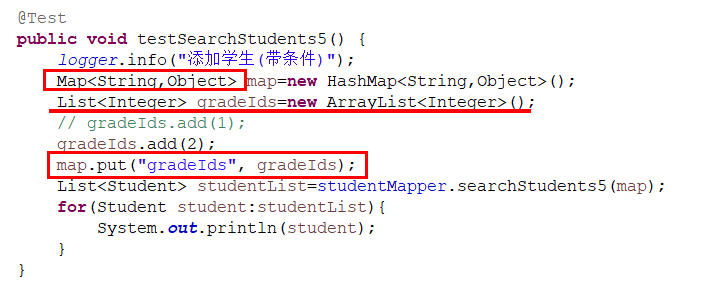 @Test
public void testSearchStudents5() {
    logger.info("添加学生(带条件)");
    Map<String,Object> map=new HashMap<String,Object>();
    List<Integer> gradeIds=new ArrayList<Integer>();
    // gradeIds.add(1);
    gradeIds.add(2);
    map.put("gradeIds", gradeIds);
    List<Student> studentList=studentMapper.searchStudents5(map);
    for(Student student:studentList){
        System.out.println(student);
    }
}